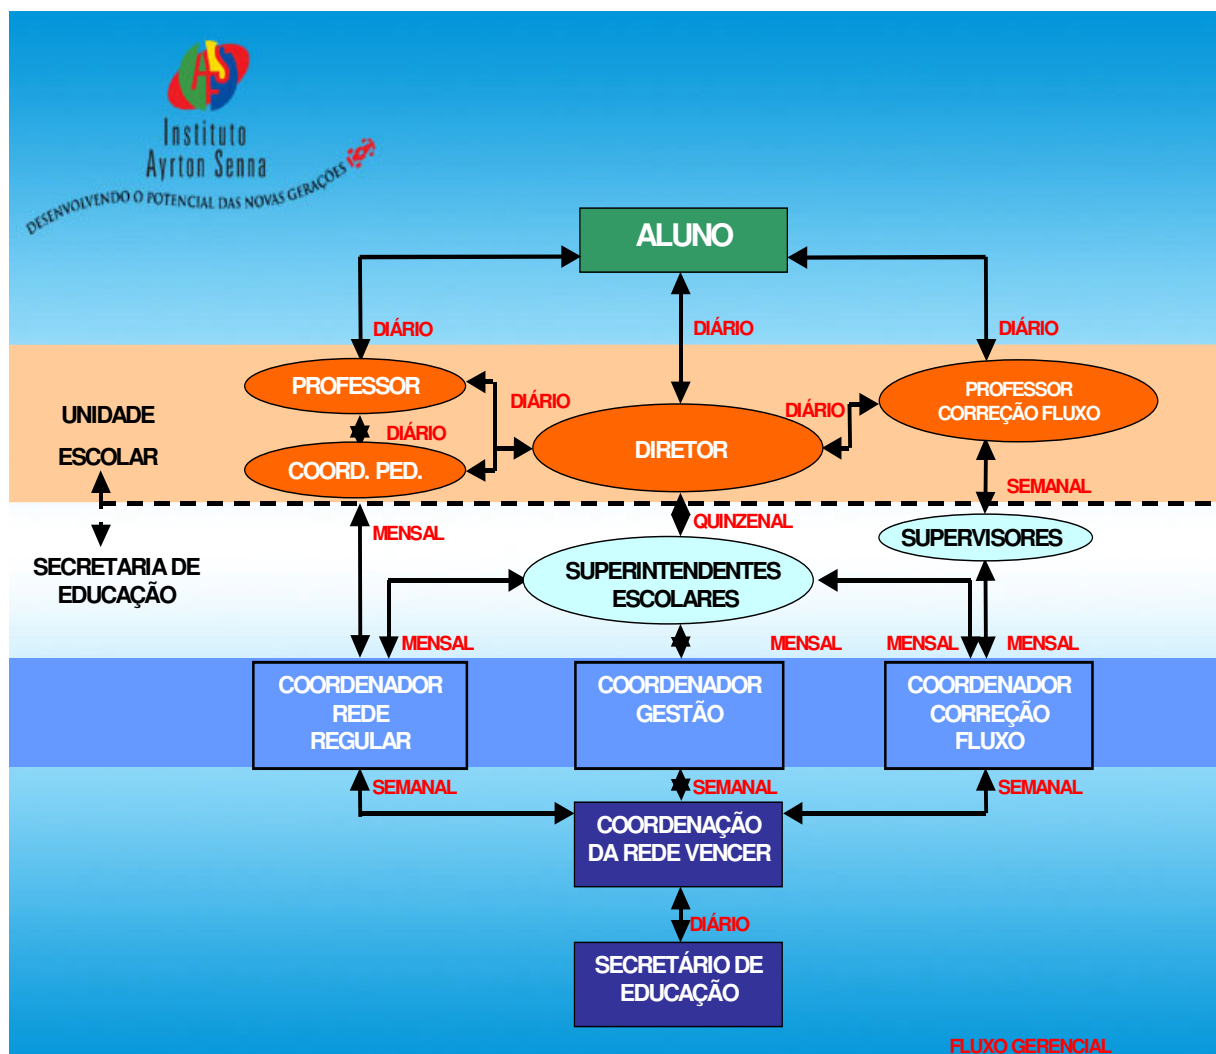 Instituto
Ayrton Senna
DESENVOLVENDO O POTENCIAL DAS NOVAS GERAÇÕES
ALUNO
DIÁRIO
DIÁRIO
DIÁRIO
PROFESSOR
PROFESSOR
CORREÇÃO FLUXO
DIÁRIO
DIÁRIO
UNIDADE
ESCOLAR
DIÁRIO
DIRETOR
COORD. PED.
SEMANAL
MENSAL
QUINZENAL
SUPERVISORES
SECRETARIA DE
EDUCAÇÃO
SUPERINTENDENTES
ESCOLARES
MENSAL
MENSAL
MENSAL
MENSAL
COORDENADOR
REDE
REGULAR
COORDENADOR
GESTÃO
COORDENADOR
CORREÇÃO
FLUXO
SEMANAL
SEMANAL
SEMANAL
COORDENAÇÃO
DA REDE VENCER
DIÁRIO
SECRETÁRIO DE
EDUCAÇÃO
FLUXO GERENCIAL